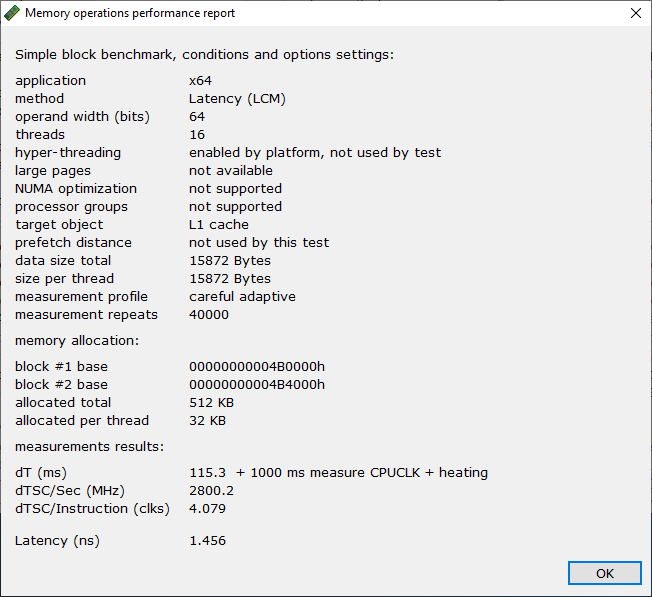 Memory operations performance report
Simple block benchmark, conditions and options settings:
application x64
method Latency (LCM)
operand width (bits) 64
threads 16
hyper-threading enabled by platform, not used by test
large pages not available
NUMA optimization not supported
processor groups not supported
target object L1 cache
prefetch distance not used by this test
data size total 15872 Bytes
size per thread 15872 Bytes
measurement profile careful adaptive
measurement repeats 40000
memory allocation:
block #1 base 00000000004B0000h
block #2 base 00000000004B4000h
allocated total 512 KB
allocated per thread 32 KB
measurements results:
dT (ms) 115.3 + 1000 ms measure CPUCLK + heating
dTSC/Sec (MHz) 2800.2
dTSC/Instruction (clks) 4.079
Latency (ns) 1.456
OK